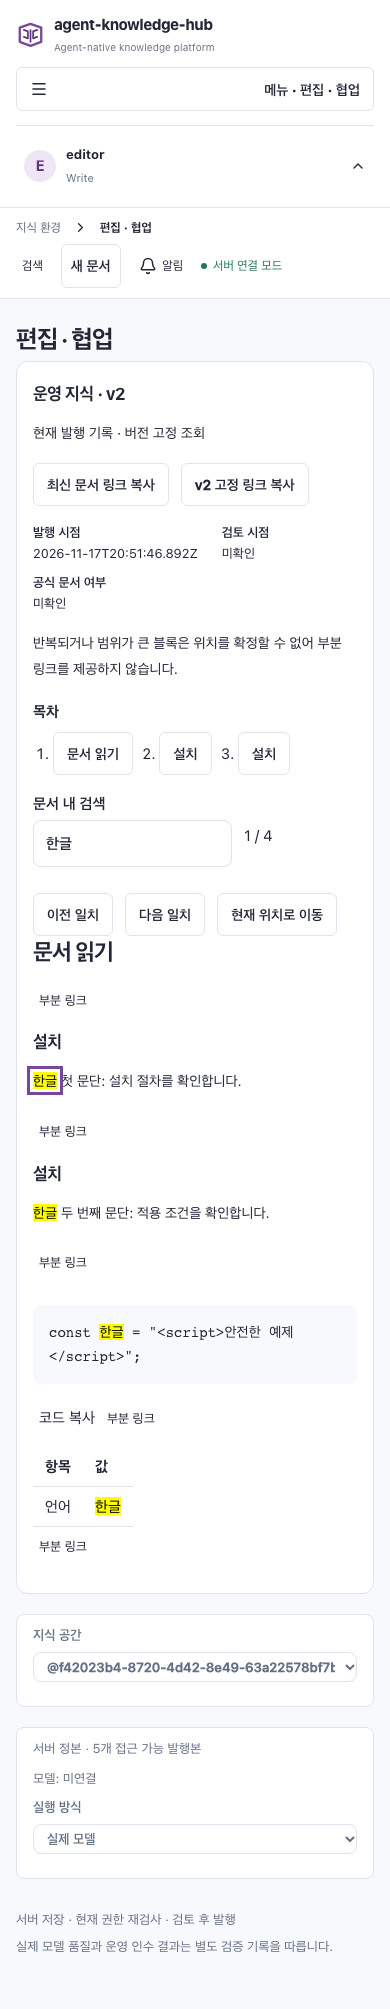 agent-knowledge-hub
Agent-native knowledge platform
메뉴 · 편집 · 협업
E
editor
Write
지식 환경
편집 · 협업
검색
새 문서
알림
서버 연결 모드
편집 · 협업
운영 지식 · v2
현재 발행 기록 · 버전 고정 조회
최신 문서 링크 복사
v2 고정 링크 복사
발행 시점
2026-11-17T20:51:46.892Z
검토 시점
미확인
공식 문서 여부
미확인
반복되거나 범위가 큰 블록은 위치를 확정할 수 없어 부분
링크를 제공하지 않습니다.
목차
1. 문서 읽기
2. 설치
3. 설치
문서 내 검색
한글
1 / 4
이전 일치
다음 일치
현재 위치로 이동
문서 읽기
부분 링크
설치
한글 첫 문단: 설치 절차를 확인합니다.
부분 링크
설치
한글 두 번째 문단: 적용 조건을 확인합니다.
부분 링크
const 한글 = "<script>안전한 예제
</script>";
코드 복사
부분 링크
항목 값
언어 한글
부분 링크
지식 공간
@f42023b4-8720-4d42-8e49-63a22578bf7b
서버 정본 · 5개 접근 가능 발행본
모델: 미연결
실행 방식
실제 모델
서버 저장 · 현재 권한 재검사 · 검토 후 발행
실제 모델 품질과 운영 인수 결과는 별도 검증 기록을 따릅니다.